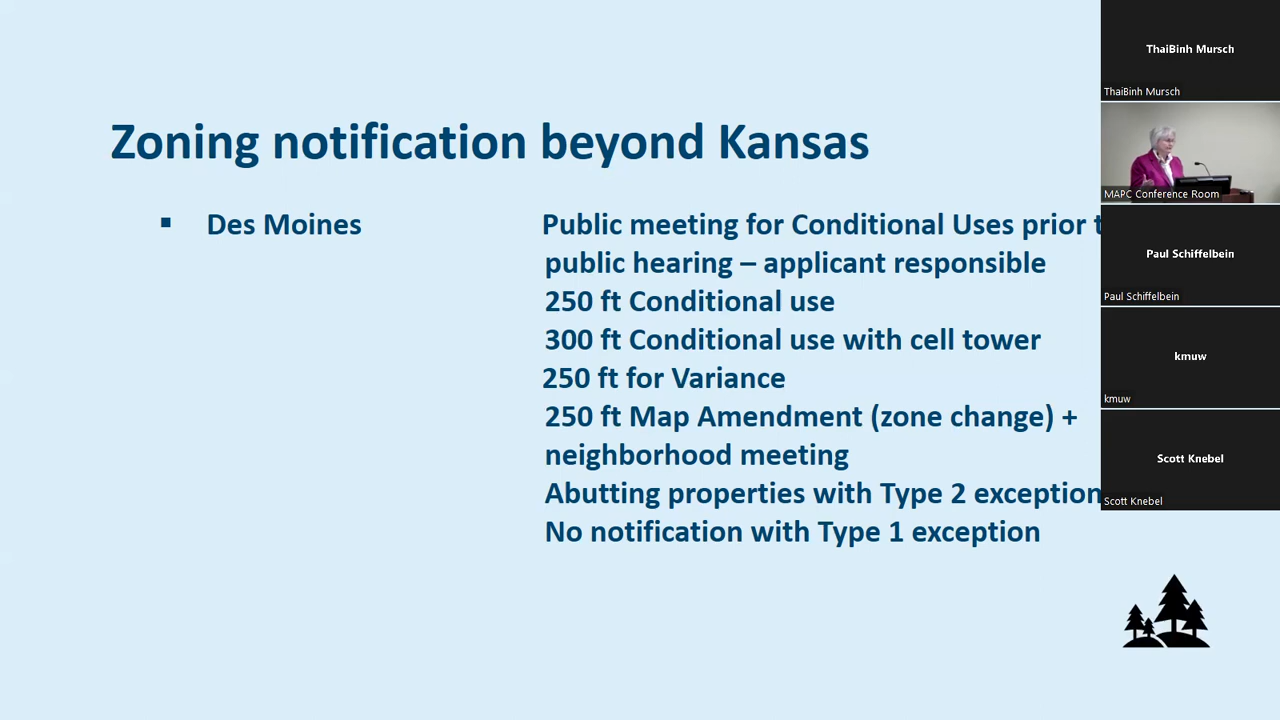 Zoning notification beyond Kansas
▪ Des Moines
Public meeting for Conditional Uses prior
public hearing – applicant responsible
250 ft Conditional use
300 ft Conditional use with cell tower
250 ft for Variance
250 ft Map Amendment (zone change) +
neighborhood meeting
Abutting properties with Type 2 exception
No notification with Type 1 exception
ThaiBinh Mursch
ThaiBinh Mursch
MAPC Conference Room
Paul Schiffelbein
Paul Schiffelbein
kmuw
kmuw
Scott Knebel
Scott Knebel